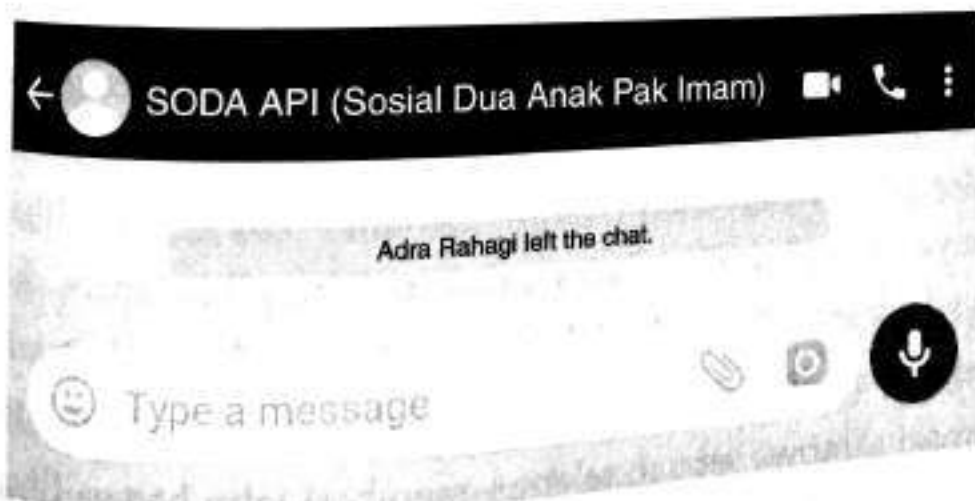 SODA API (Sosial Dua Anak Pak Imam)
Adra Rahagi left the chat.
Type a message